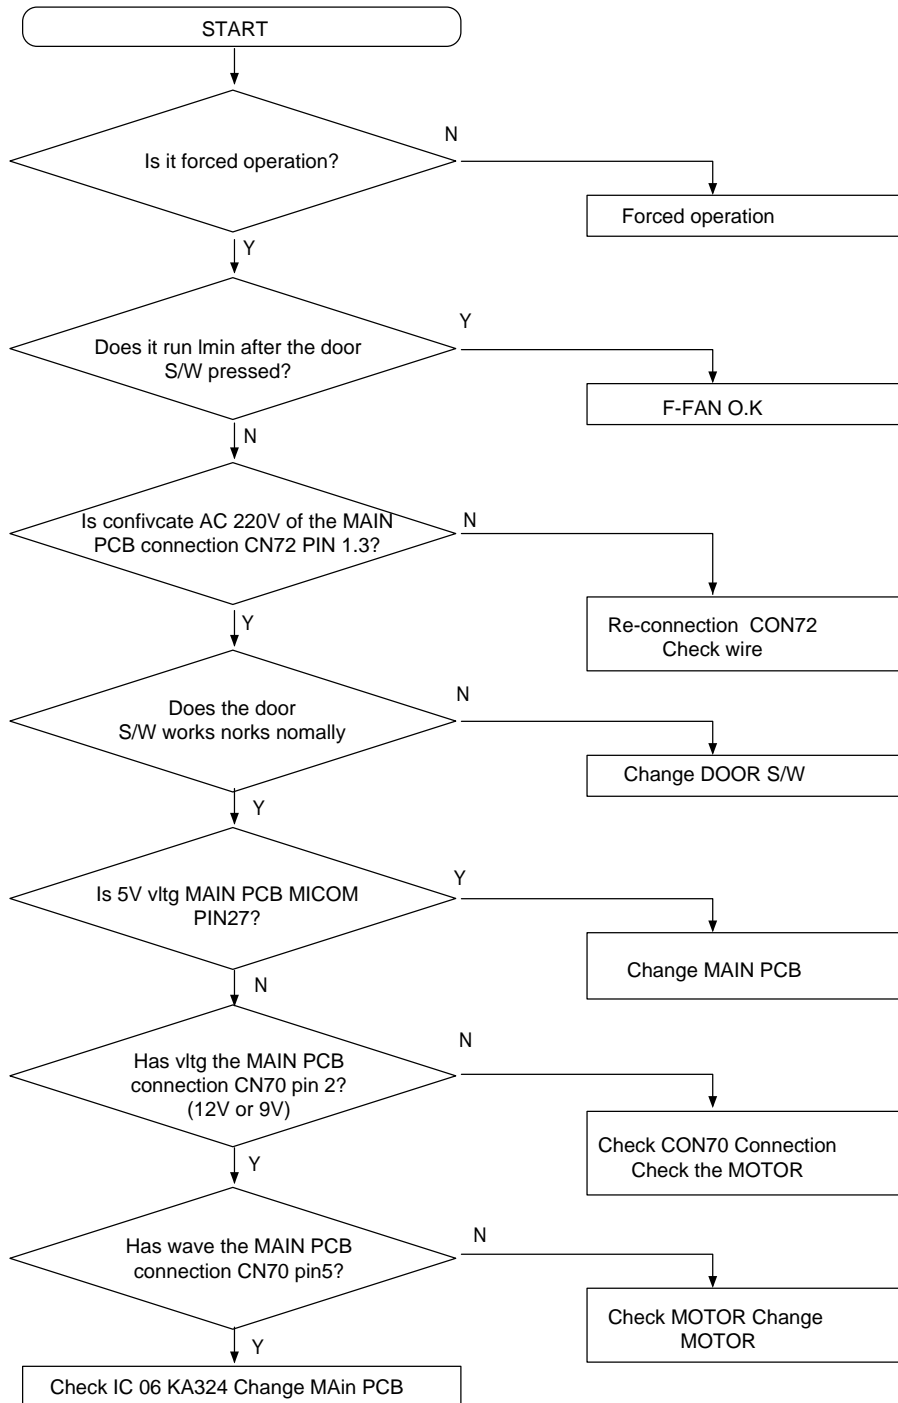 START
Is it forced operation?
N
Forced operation
Y
Does it run Imin after the door
S/W pressed?
Y
F-FAN O.K
N
Is confivcate AC 220V of the MAIN
PCB connection CN72 PIN 1.3?
N
Re-connection CON72
Check wire
Y
Does the door
S/W works norks nomally
N
Change DOOR S/W
Y
Is 5V vltg MAIN PCB MICOM
PIN27?
Y
Change MAIN PCB
N
Has vltg the MAIN PCB
connection CN70 pin 2?
(12V or 9V)
N
Check CON70 Connection
Check the MOTOR
Y
Has wave the MAIN PCB
connection CN70 pin5?
N
Check MOTOR Change
MOTOR
Y
Check IC 06 KA324 Change MAin PCB